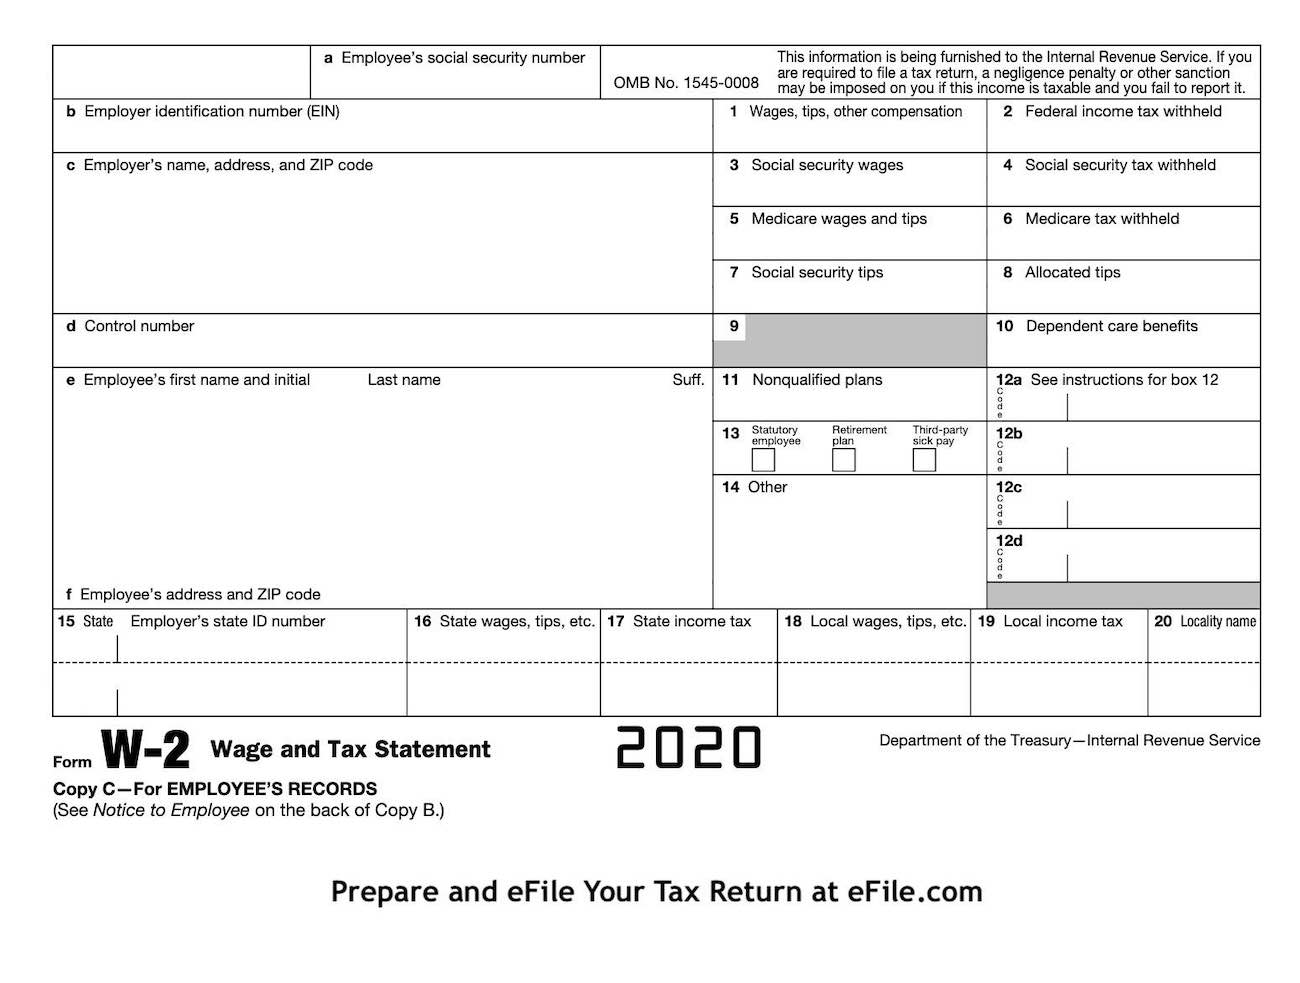 a Employee's social security number
OMB No. 1545-0008
This information is being furnished to the Internal Revenue Service. If you
are required to file a tax return, a negligence penalty or other sanction
may be imposed on you if this income is taxable and you fail to report it.
b Employer identification number (EIN)
1 Wages, tips, other compensation
2 Federal income tax withheld
c Employer's name, address, and ZIP code
3 Social security wages
4 Social security tax withheld
5 Medicare wages and tips
6 Medicare tax withheld
7 Social security tips
8 Allocated tips
d Control number
9
10 Dependent care benefits
e Employee's first name and initial
Last name
Suff.
11 Nonqualified plans
12a See instructions for box 12
Code
13 Statutory employee
Retirement plan
Third-party sick pay
12b
Code
14 Other
12c
Code
12d
Code
f Employee's address and ZIP code
15 State
Employer's state ID number
16 State wages, tips, etc.
17 State income tax
18 Local wages, tips, etc.
19 Local income tax
20 Locality name
Form W-2 Wage and Tax Statement
2020
Department of the Treasury—Internal Revenue Service
Copy C—For EMPLOYEE'S RECORDS
(See Notice to Employee on the back of Copy B.)
Prepare and eFile Your Tax Return at eFile.com